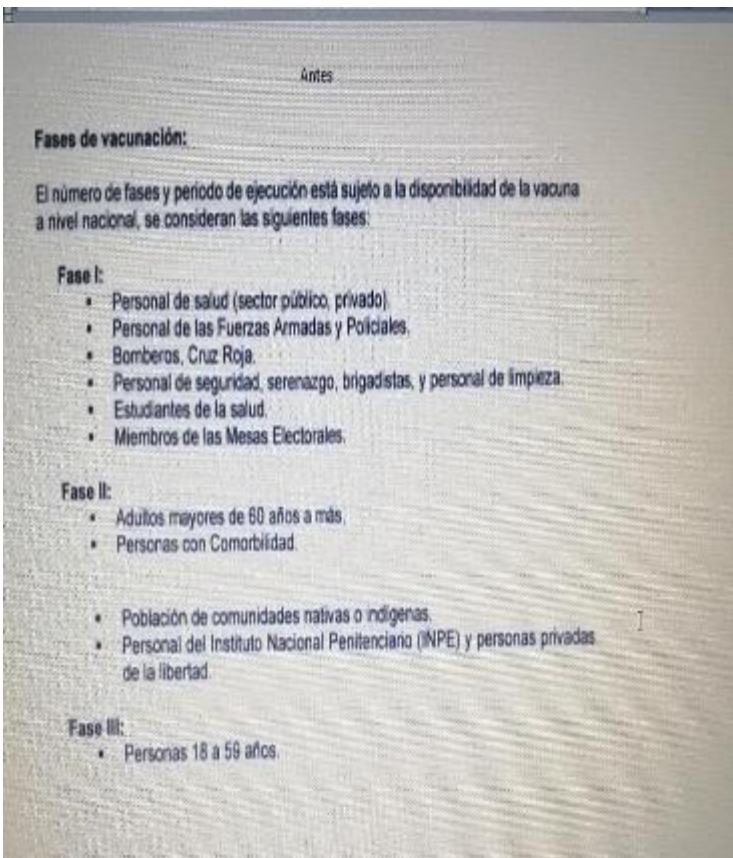 Antes
Fases de vacunación:
El número de fases y periodo de ejecución está sujeto a la disponibilidad de la vacuna
a nivel nacional, se consideran las siguientes fases:
Fase I:
• Personal de salud (sector público, privado).
• Personal de las Fuerzas Armadas y Policiales.
• Bomberos, Cruz Roja.
• Personal de seguridad, serenazgo, brigadistas, y personal de limpieza.
• Estudiantes de la salud.
• Miembros de las Mesas Electorales.
Fase II:
• Adultos mayores de 60 años a más.
• Personas con Comorbilidad.
• Población de comunidades nativas o indígenas.
• Personal del Instituto Nacional Penitenciario (INPE) y personas privadas
de la libertad.
Fase III:
• Personas 18 a 59 años.